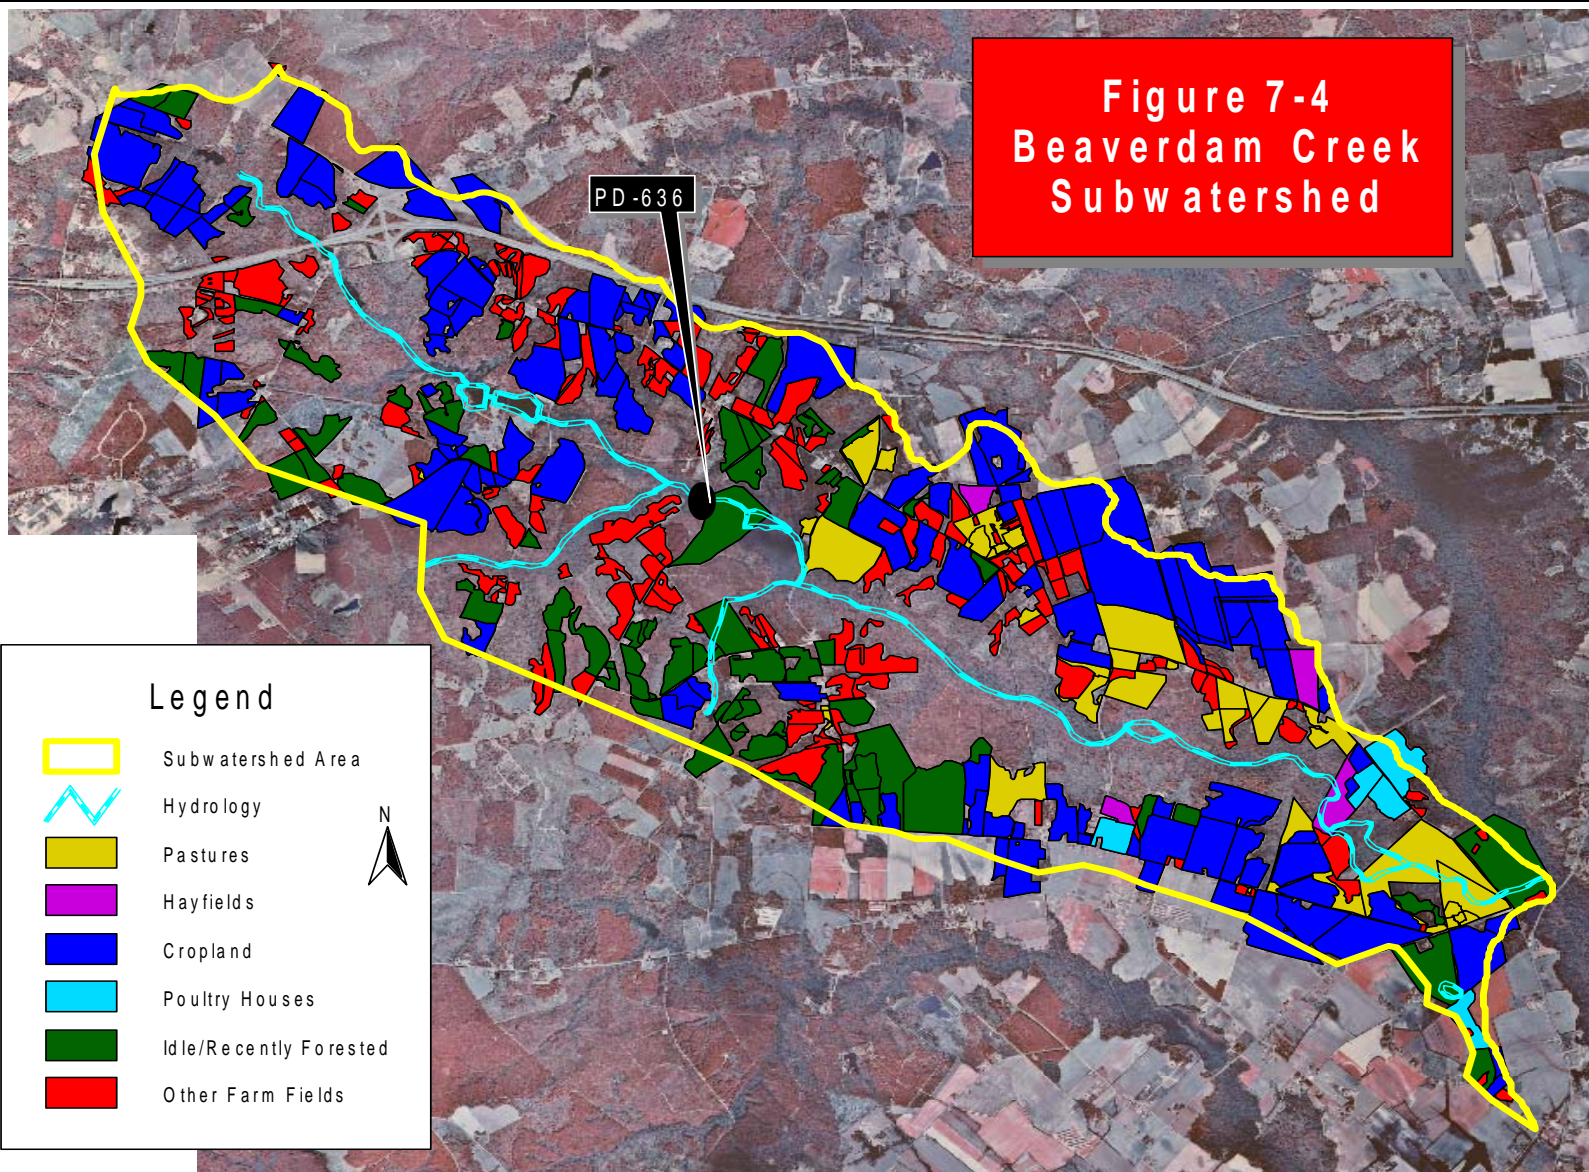 Figure 7-4
Beaverdam Creek
Subwatershed
PD-636
Legend
Subwatershed Area
Hydrology
N
Pastures
Hayfields
Cropland
Poultry Houses
Idle/Recently Forested
Other Farm Fields